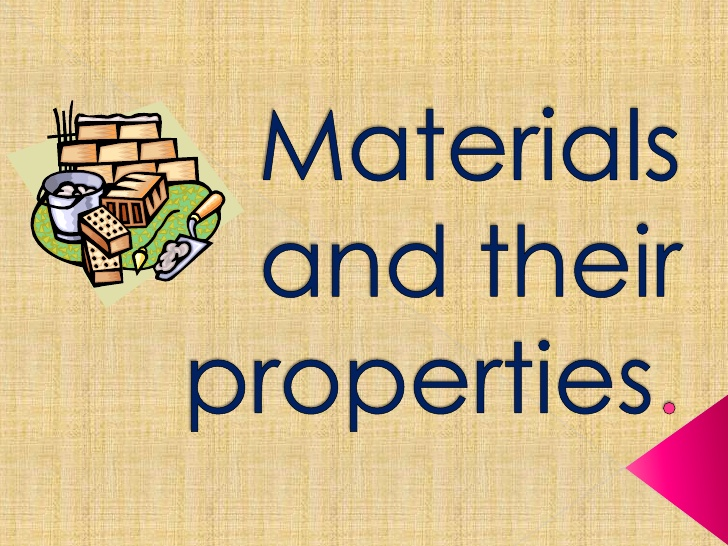 Materials
and their
properties.